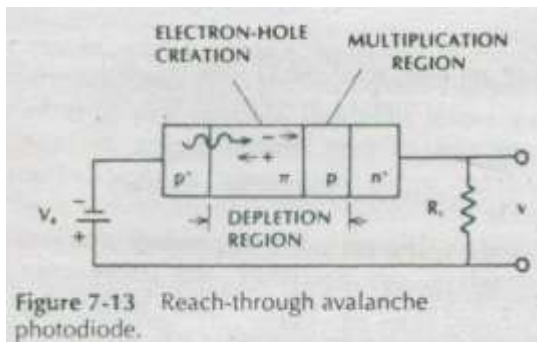 ELECTRON-HOLE
CREATION
MULTIPLICATION
REGION
p⁺
π
p
n⁺
−
+
V
−
+
DEPLETION
REGION
R
v
Figure 7-13 Reach-through avalanche
photodiode.